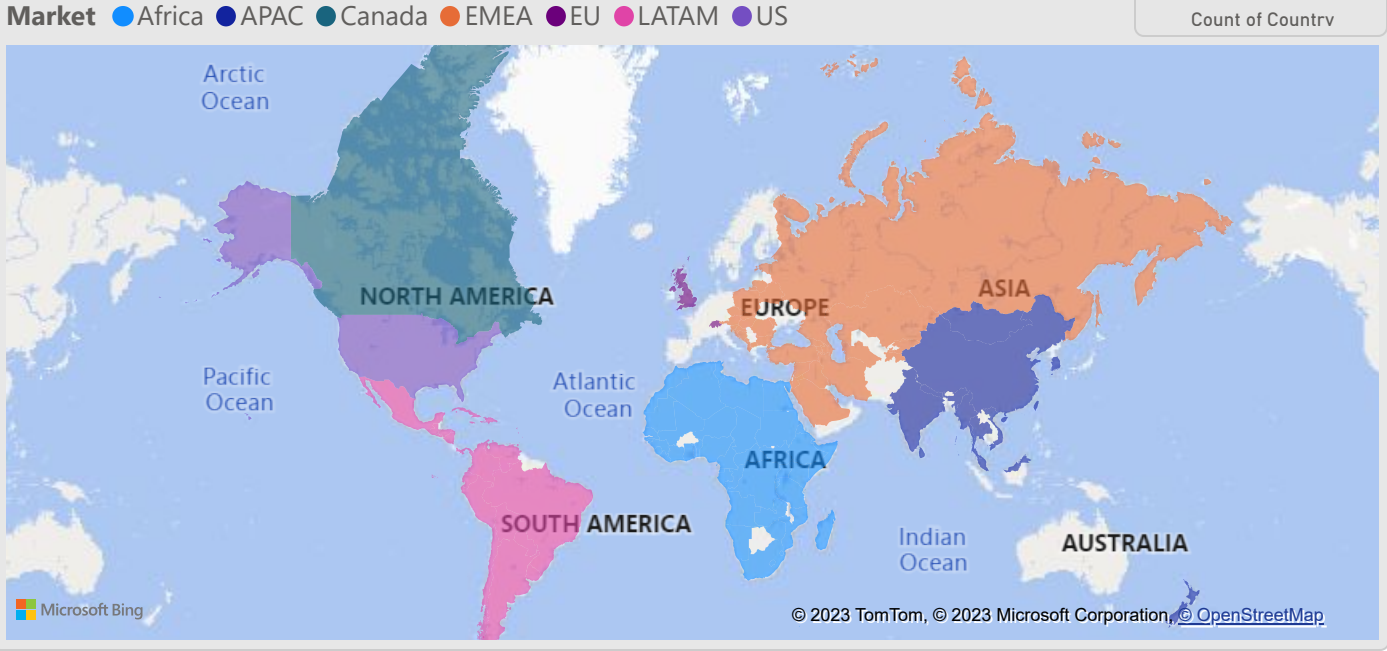 Market Africa APAC Canada EMEA EU LATAM US
Count of Country
Arctic
Ocean
NORTH AMERICA
ASIA
EUROPE
Pacific
Ocean
Atlantic
Ocean
AFRICA
SOUTH AMERICA
Indian
Ocean
AUSTRALIA
Microsoft Bing
© 2023 TomTom, © 2023 Microsoft Corporation, © OpenStreetMap